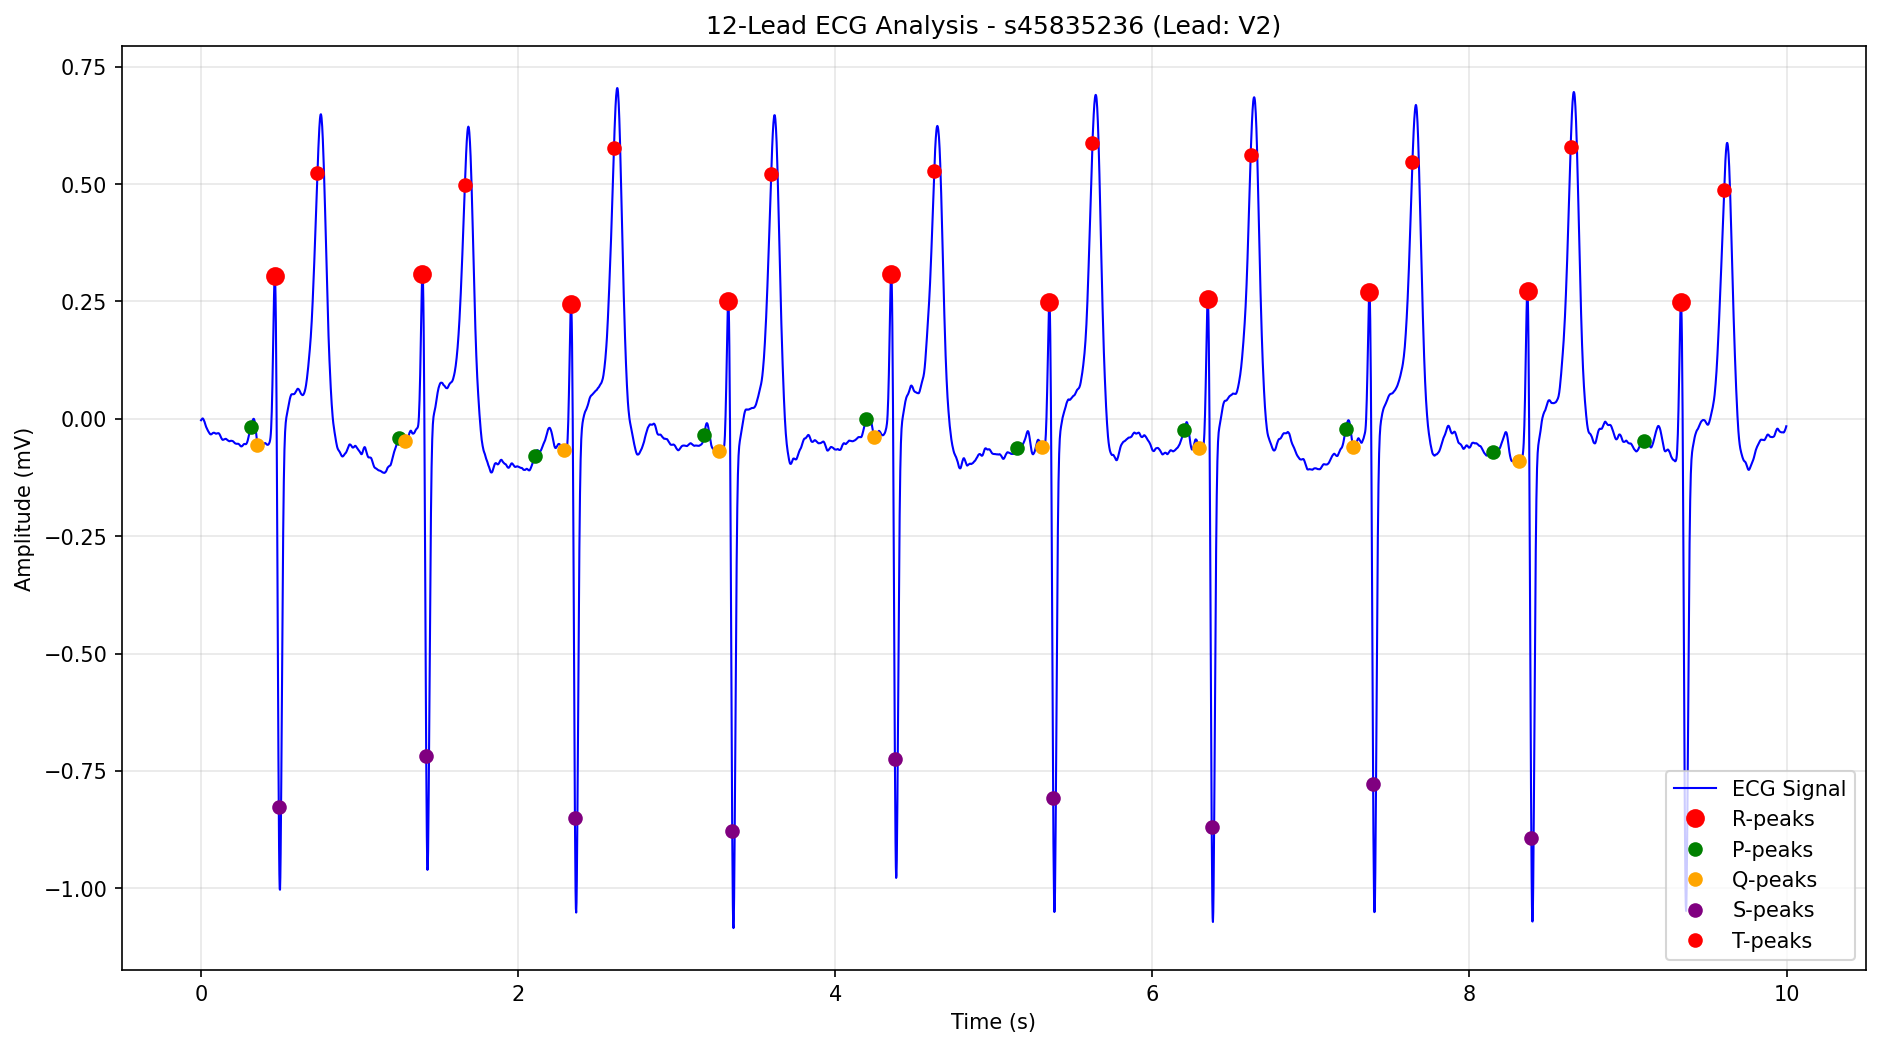 12-Lead ECG Analysis - s45835236 (Lead: V2)
Amplitude (mV)
0.75
0.50
0.25
0.00
−0.25
−0.50
−0.75
−1.00
ECG Signal
R-peaks
P-peaks
Q-peaks
S-peaks
T-peaks
0 2 4 6 8 10
Time (s)